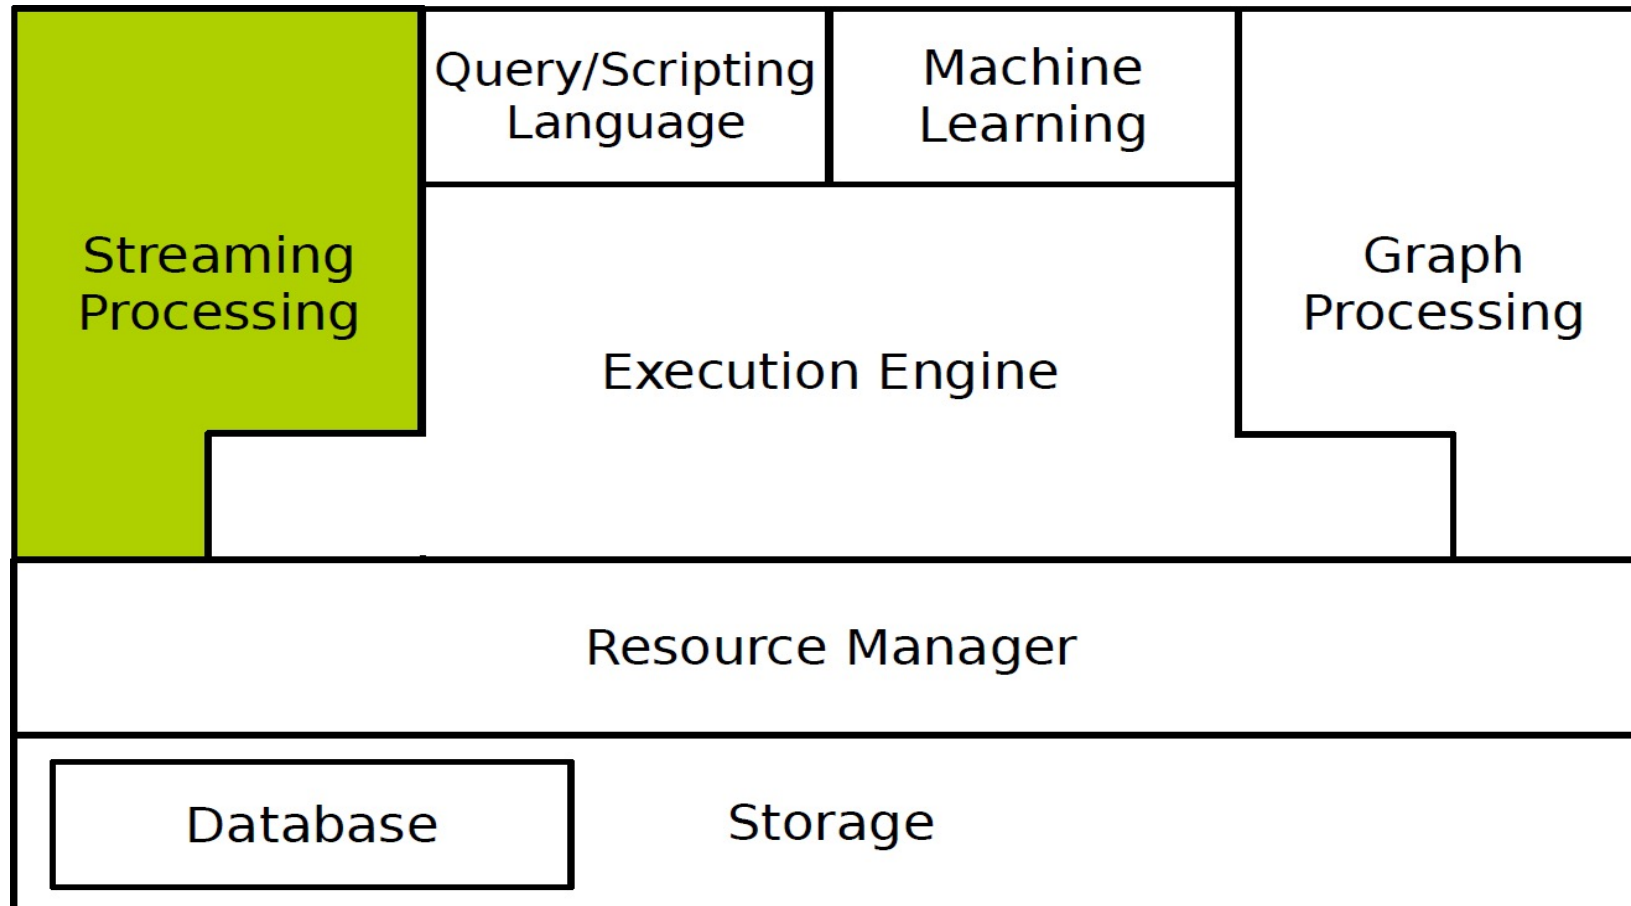 Query/Scripting
Language
Machine
Learning
Streaming
Processing
Graph
Processing
Execution Engine
Resource Manager
Database
Storage